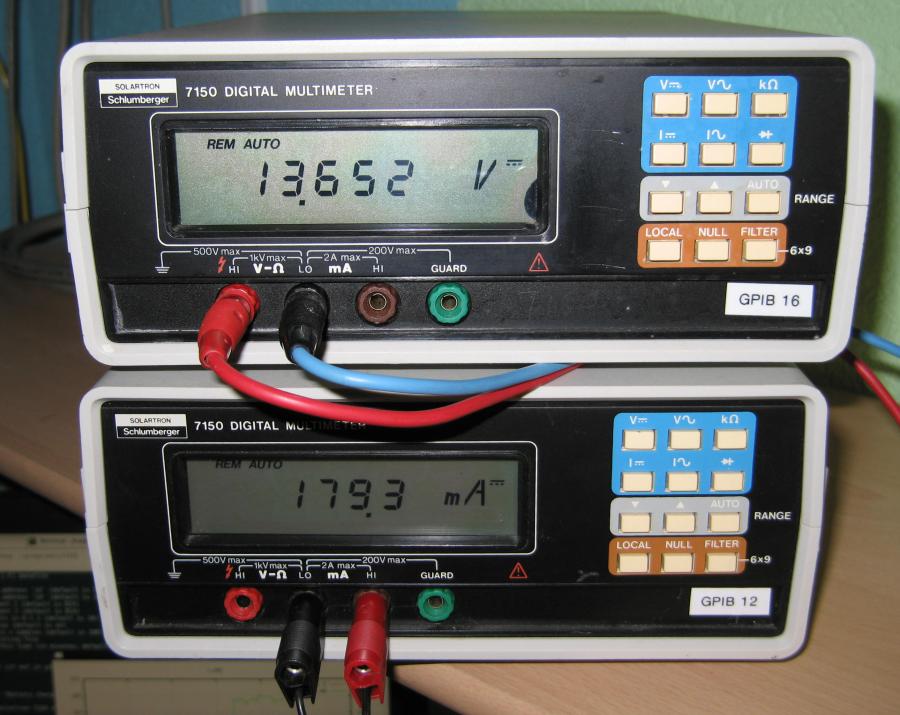 SOLARTRON
Schlumberger
7150 DIGITAL MULTIMETER
REM AUTO
13.652 V
V
V
kΩ
I
I
AUTO
RANGE
LOCAL NULL FILTER
6x9
500V max
200V max
1kV max
2A max
HI V-Ω LO mA HI GUARD
GPIB 16
SOLARTRON
Schlumberger
7150 DIGITAL MULTIMETER
REM AUTO
179.3 mA
V
V
kΩ
I
I
AUTO
RANGE
LOCAL NULL FILTER
6x9
500V max
200V max
1kV max
2A max
HI V-Ω LO mA HI GUARD
GPIB 12